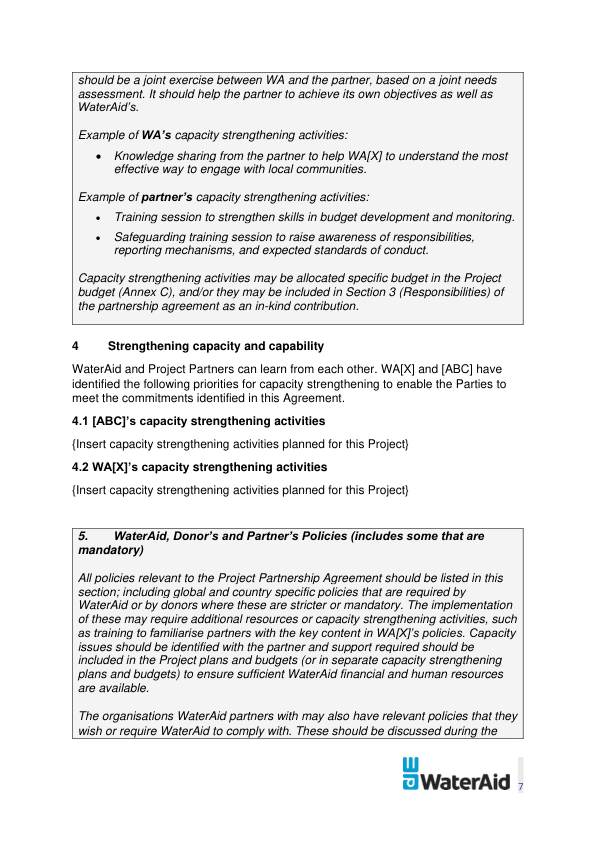 should be a joint exercise between WA and the partner, based on a joint needs
assessment. It should help the partner to achieve its own objectives as well as
WaterAid’s.
Example of WA’s capacity strengthening activities:
• Knowledge sharing from the partner to help WA[X] to understand the most
effective way to engage with local communities.
Example of partner’s capacity strengthening activities:
• Training session to strengthen skills in budget development and monitoring.
• Safeguarding training session to raise awareness of responsibilities,
reporting mechanisms, and expected standards of conduct.
Capacity strengthening activities may be allocated specific budget in the Project
budget (Annex C), and/or they may be included in Section 3 (Responsibilities) of
the partnership agreement as an in-kind contribution.
4 Strengthening capacity and capability
WaterAid and Project Partners can learn from each other. WA[X] and [ABC] have
identified the following priorities for capacity strengthening to enable the Parties to
meet the commitments identified in this Agreement.
4.1 [ABC]’s capacity strengthening activities
{Insert capacity strengthening activities planned for this Project}
4.2 WA[X]’s capacity strengthening activities
{Insert capacity strengthening activities planned for this Project}
5. WaterAid, Donor’s and Partner’s Policies (includes some that are
mandatory)
All policies relevant to the Project Partnership Agreement should be listed in this
section; including global and country specific policies that are required by
WaterAid or by donors where these are stricter or mandatory. The implementation
of these may require additional resources or capacity strengthening activities, such
as training to familiarise partners with the key content in WA[X]’s policies. Capacity
issues should be identified with the partner and support required should be
included in the Project plans and budgets (or in separate capacity strengthening
plans and budgets) to ensure sufficient WaterAid financial and human resources
are available.
The organisations WaterAid partners with may also have relevant policies that they
wish or require WaterAid to comply with. These should be discussed during the
WaterAid 7